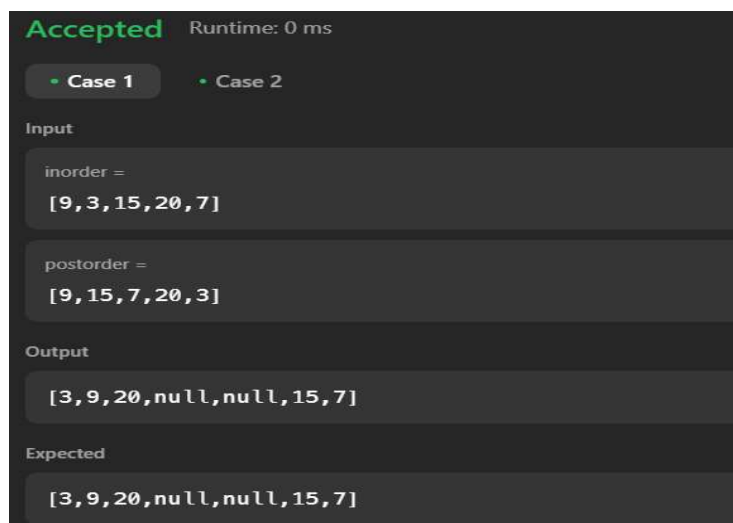 Accepted Runtime: 0 ms
• Case 1 • Case 2
Input
inorder =
[9,3,15,20,7]
postorder =
[9,15,7,20,3]
Output
[3,9,20,null,null,15,7]
Expected
[3,9,20,null,null,15,7]